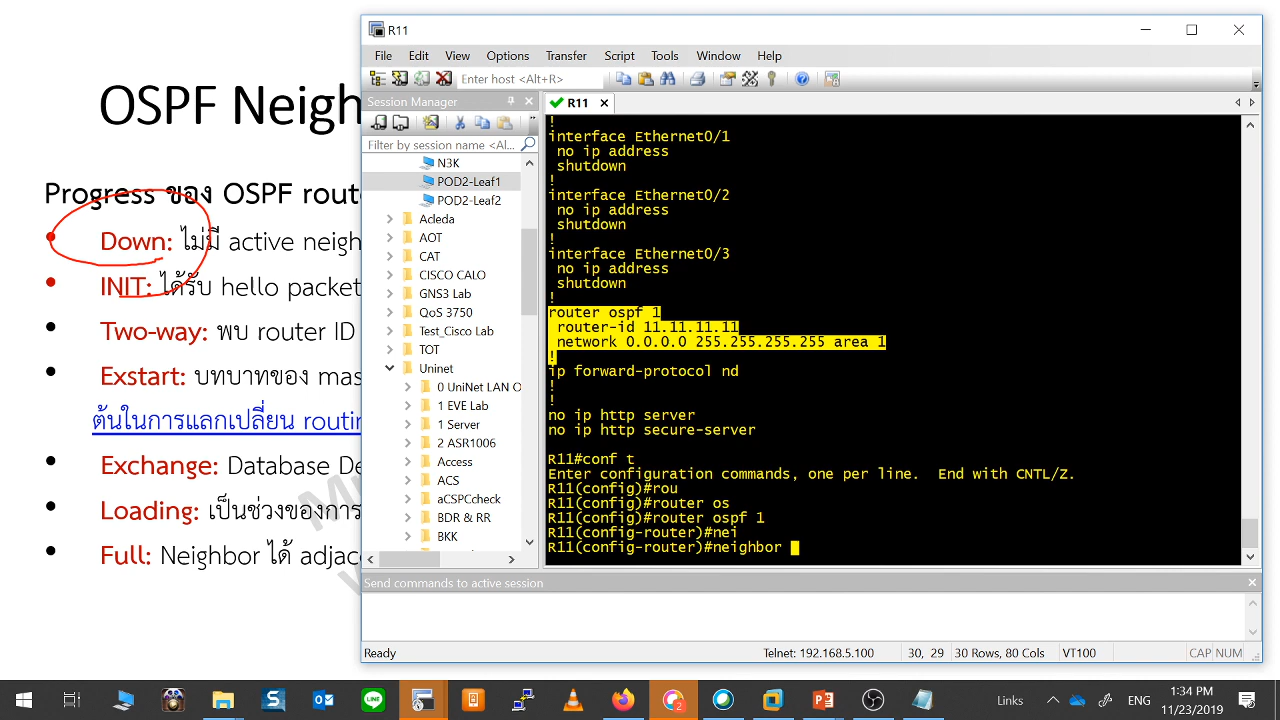 OSPF Neigh
Progress ของ OSPF route
Down: ไม่มี active neigh
INIT: ได้รับ hello packet
Two-way: พบ router ID
Exstart: บทบาทของ mas
ต้นในการแลกเปลี่ยน routin
Exchange: Database De
Loading: เป็นช่วงของการ
Full: Neighbor ได้ adjace
R11
File Edit View Options Transfer Script Tools Window Help
Enter host <Alt+R>
Session Manager
Filter by session name <Al...
N3K
POD2-Leaf1
POD2-Leaf2
Acleda
AOT
CAT
CISCO CALO
GNS3 Lab
QoS 3750
Test_Cisco Lab
TOT
Uninet
0 UniNet LAN O
1 EVE Lab
1 Server
2 ASR1006
Access
ACS
aCSPCcheck
BDR & RR
BKK
R11
!
interface Ethernet0/1
no ip address
shutdown
!
interface Ethernet0/2
no ip address
shutdown
!
interface Ethernet0/3
no ip address
shutdown
!
router ospf 1
router-id 11.11.11.11
network 0.0.0.0 255.255.255.255 area 1
!
ip forward-protocol nd
!
!
no ip http server
no ip http secure-server
R11#conf t
Enter configuration commands, one per line. End with CNTL/Z.
R11(config)#rou
R11(config)#router os
R11(config)#router ospf 1
R11(config-router)#nei
R11(config-router)#neighbor
Send commands to active session
Ready
Telnet: 192.168.5.100 30, 29 30 Rows, 80 Cols VT100 CAP NUM
2
Links ENG 1:34 PM
11/23/2019